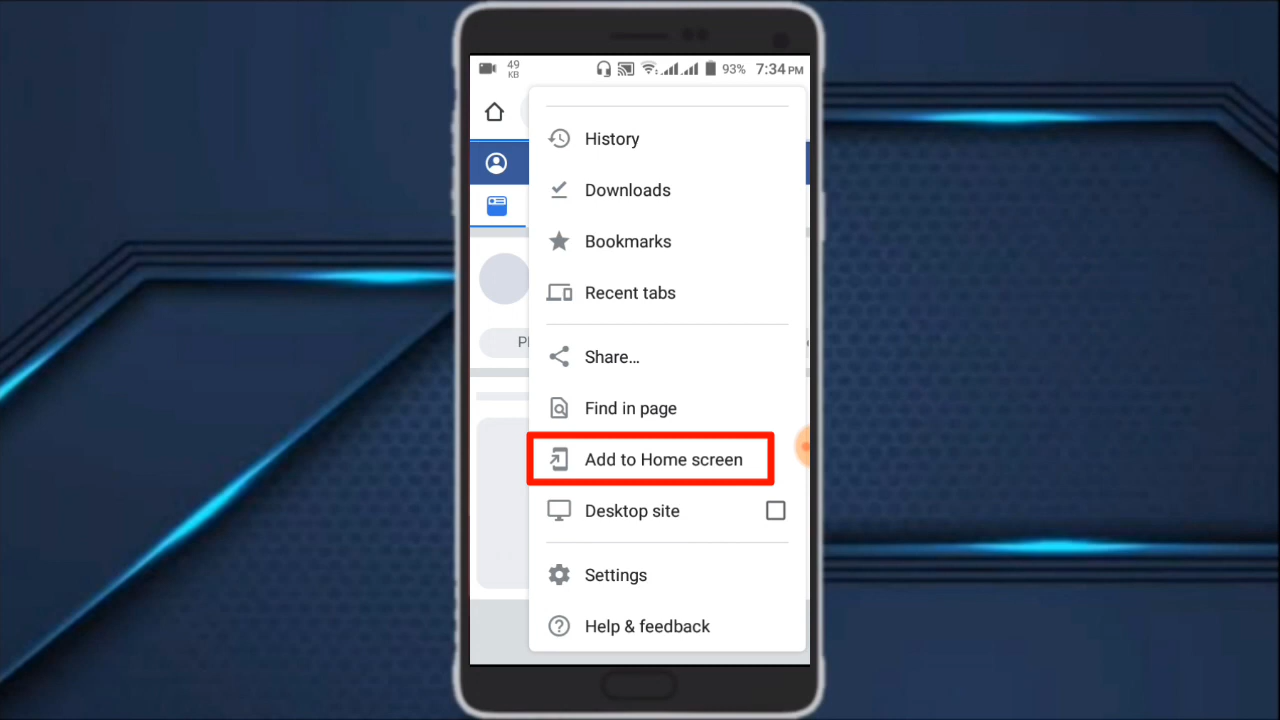 49
KB
93% 7:34 PM
History
Downloads
Bookmarks
Recent tabs
Share...
Find in page
Add to Home screen
Desktop site
Settings
Help & feedback